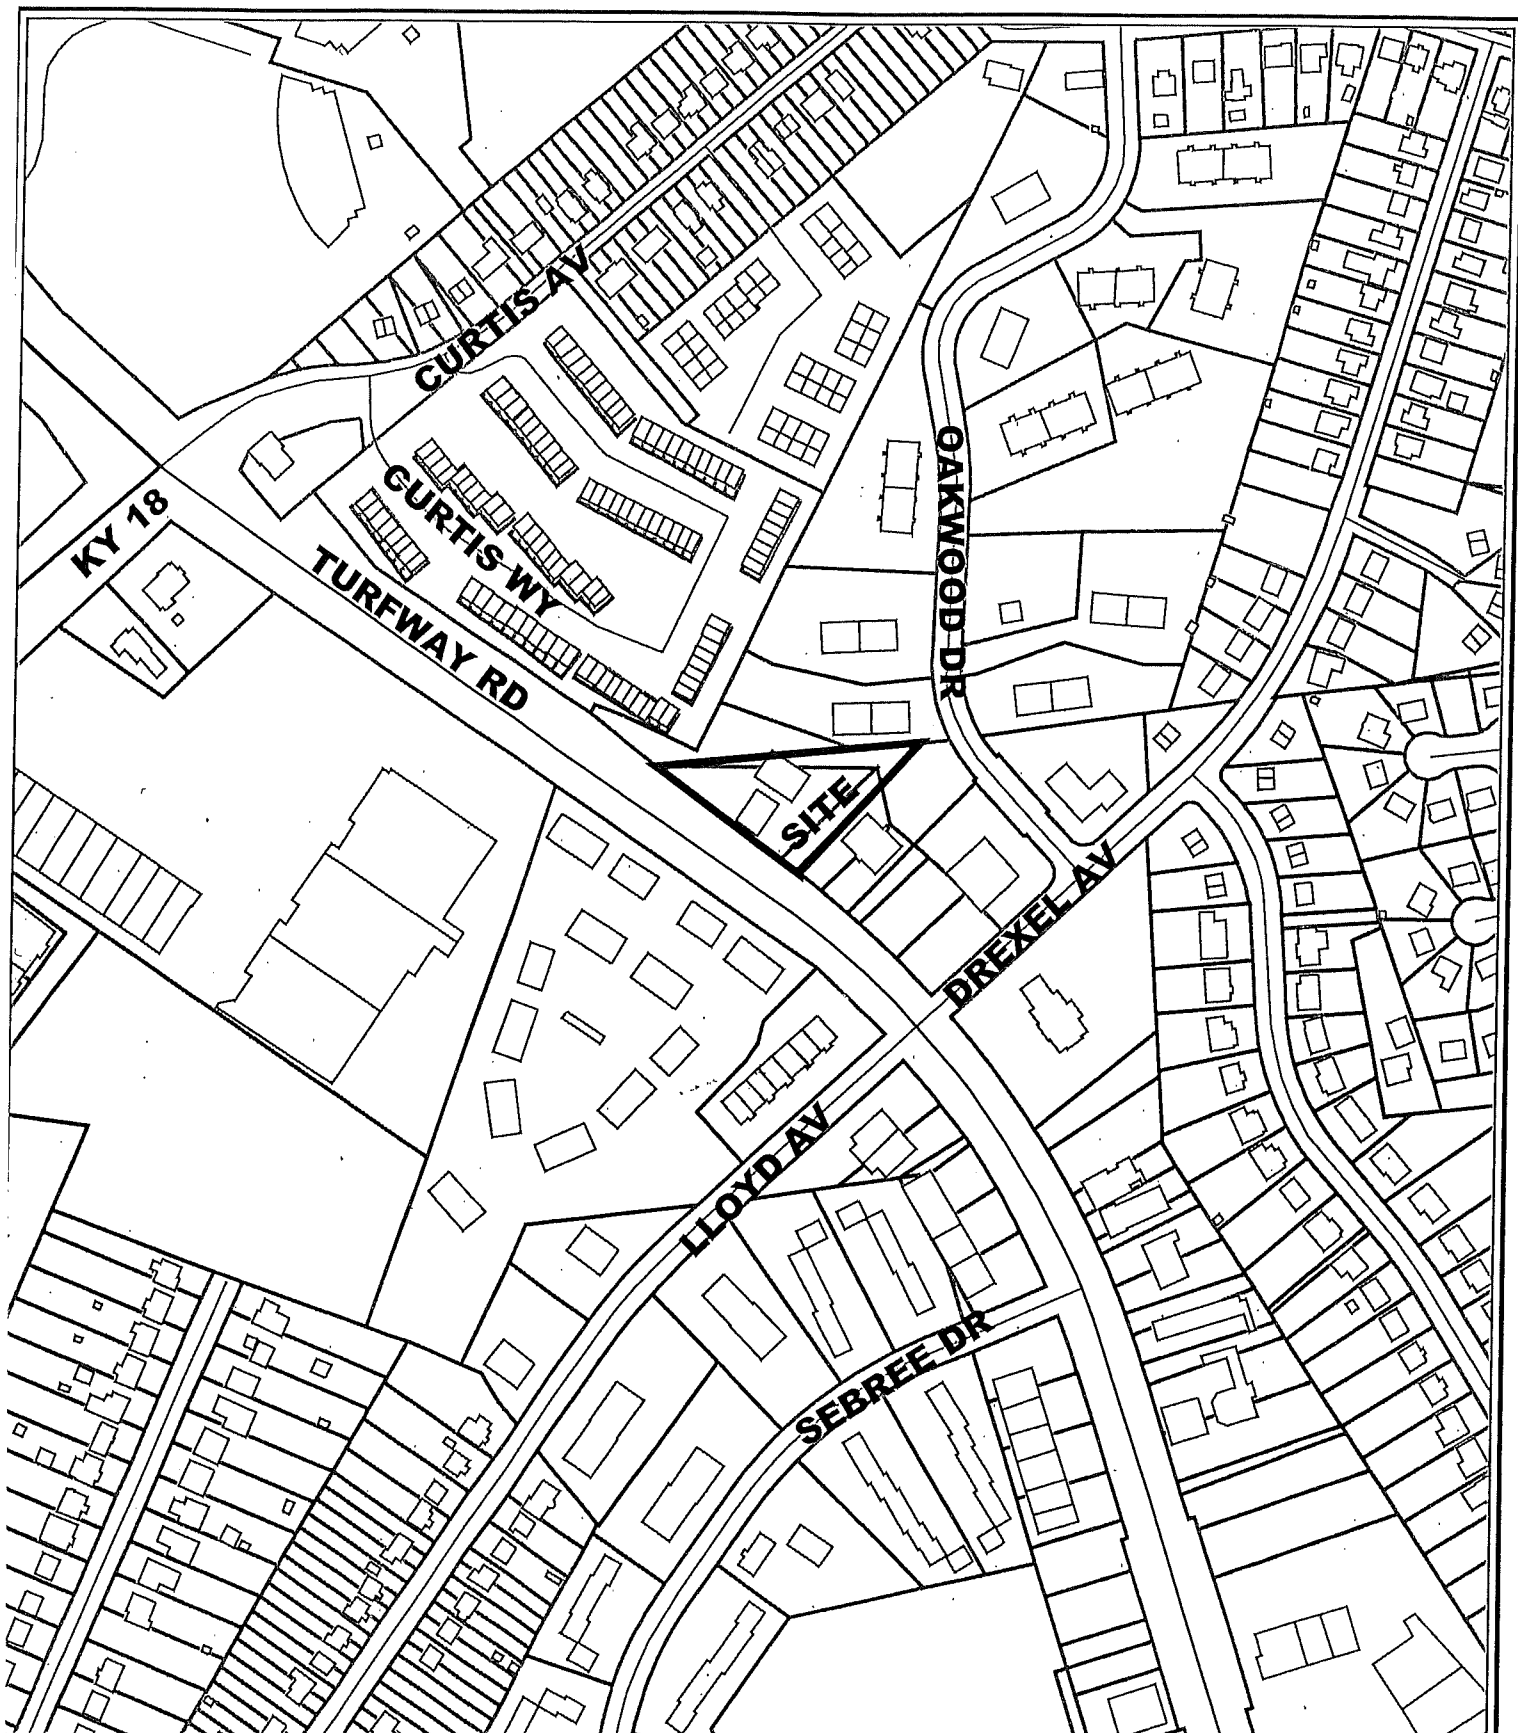 CURTIS AV
KY 18
CURTIS WY
TURFWAY RD
OAKWOOD DR
SITE
DREXEL AV
LLOYD AV
SEBREE DR